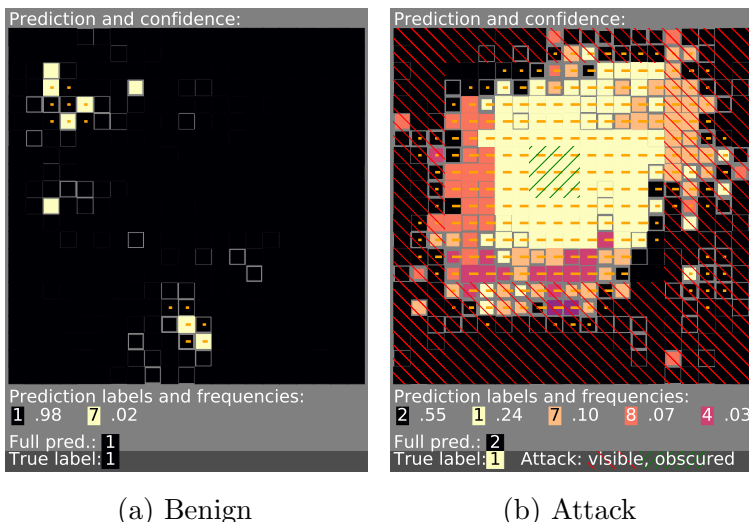 Prediction and confidence:
Prediction labels and frequencies:
1 .98 7 .02
Full pred.: 1
True label: 1
(a) Benign
Prediction and confidence:
Prediction labels and frequencies:
2 .55 1 .24 7 .10 8 .07 4 .03
Full pred.: 2
True label: 1 Attack: visible, obscured
(b) Attack